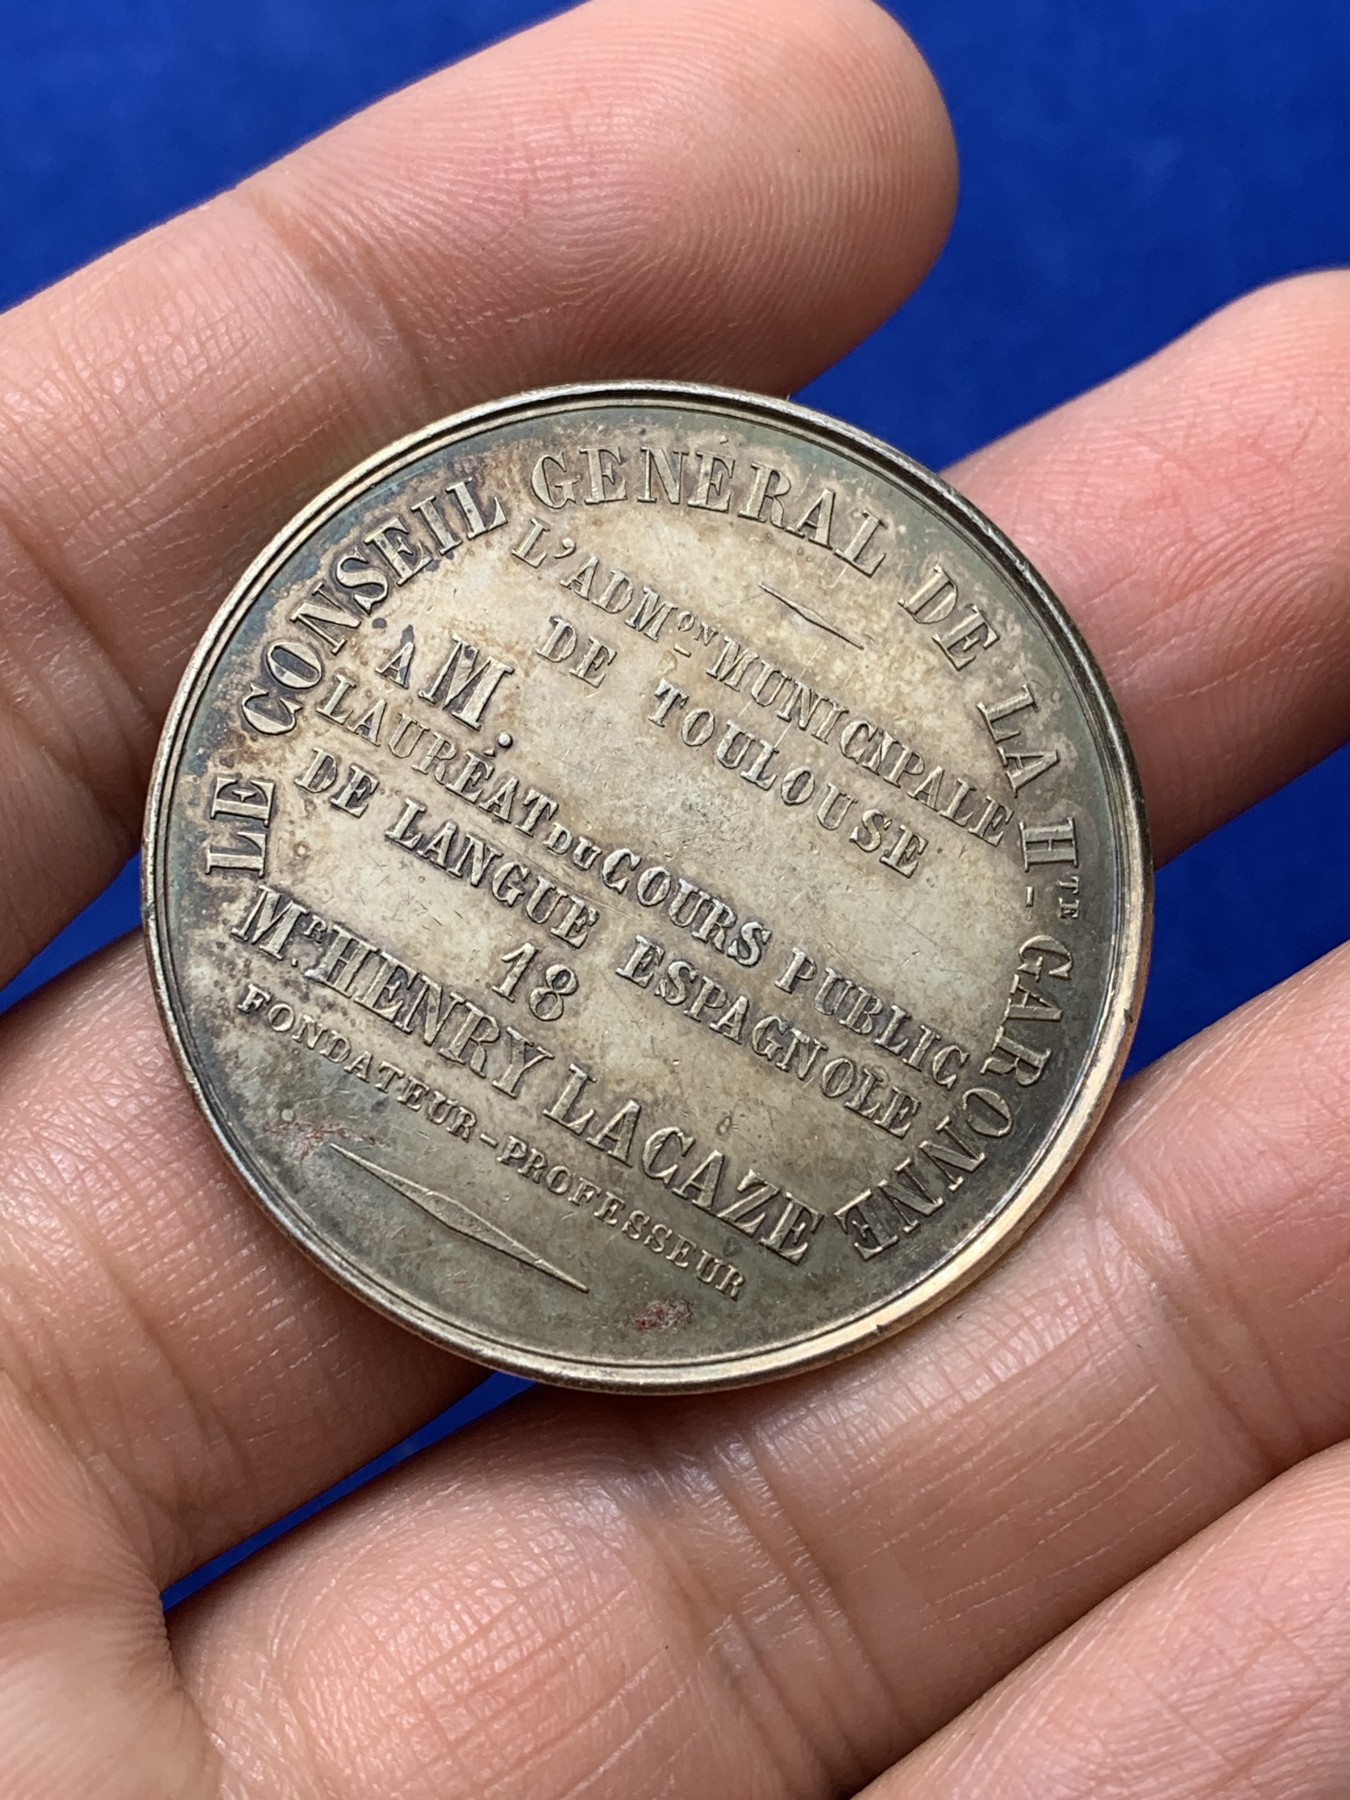 LE CONSEIL GÉNÉRAL DE LA HTE GARONNE
L'ADMON MUNICNPALE
DE TOULOUSE
A M.
LAURÉAT DU COURS PUBLIC
DE LANGUE ESPAGNOLE
18
MR. HENRY LACAZE
FONDATEUR-PROFESSEUR